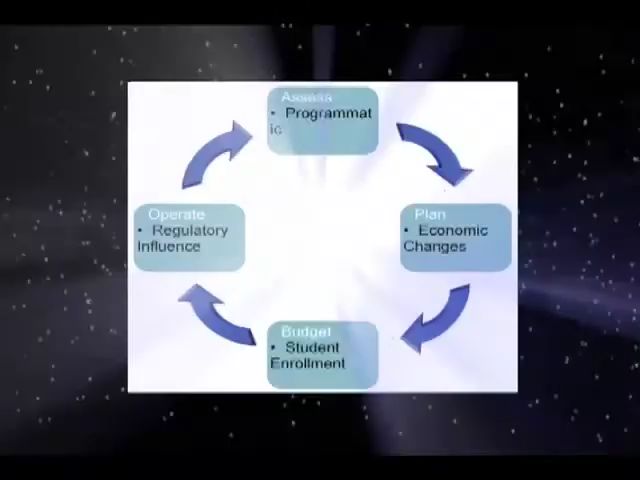 Assess
• Programmat
ic
Operate
• Regulatory
Influence
Plan
• Economic
Changes
Budget
• Student
Enrollment